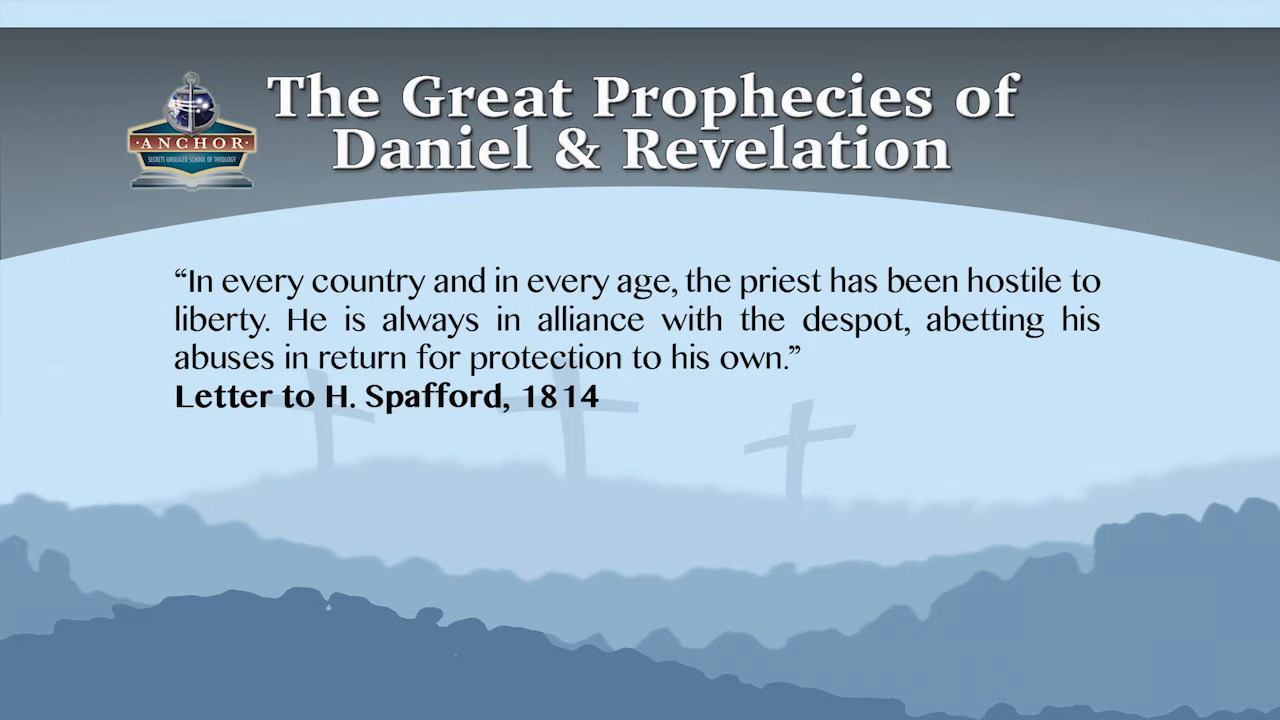 The Great Prophecies of
Daniel & Revelation
·ANCHOR·
SECRETS UNSEALED SCHOOL OF THEOLOGY
“In every country and in every age, the priest has been hostile to
liberty. He is always in alliance with the despot, abetting his
abuses in return for protection to his own.”
Letter to H. Spafford, 1814